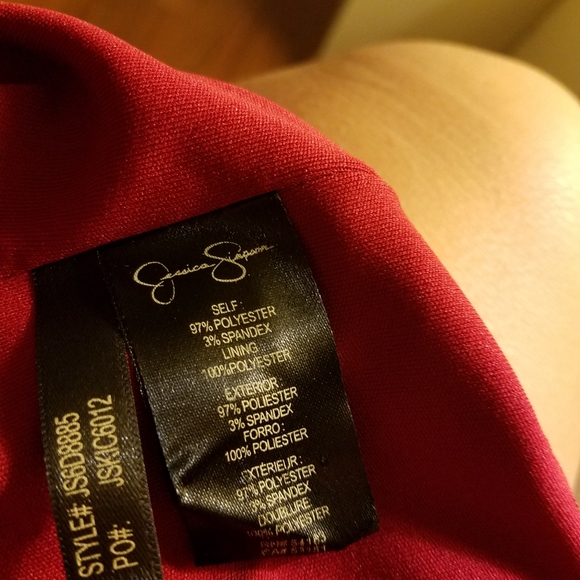 Jessica Simpson
SELF :
97% POLYESTER
3% SPANDEX
LINING :
100%POLYESTER
EXTERIOR :
97% POLIESTER
3% SPANDEX
FORRO :
100% POLIESTER
EXTÉRIEUR :
97% POLYESTER
3% SPANDEX
DOUBLURE :
100% POLYESTER
STYLE# JS6D8885
PO#: